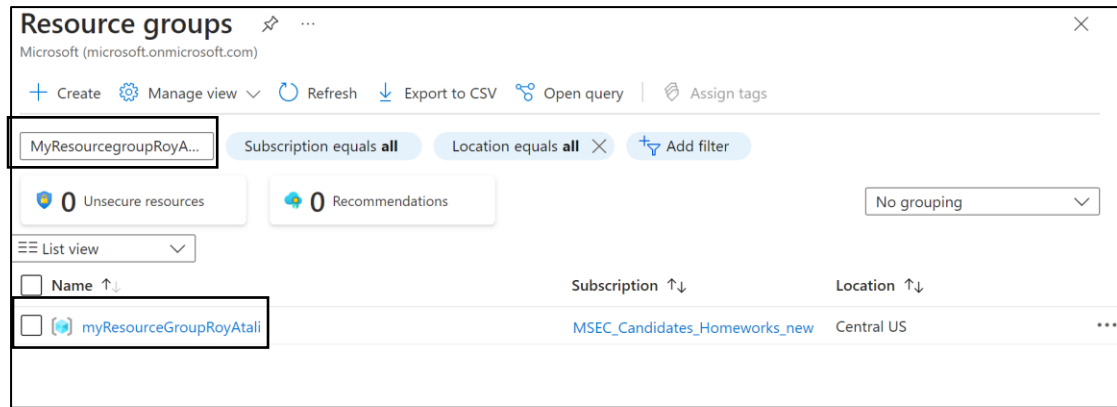 Resource groups
Microsoft (microsoft.onmicrosoft.com)
Create Manage view Refresh Export to CSV Open query Assign tags
MyResourcegroupRoyA... Subscription equals all Location equals all Add filter
0 Unsecure resources 0 Recommendations No grouping
List view
Name Subscription Location
myResourceGroupRoyAtali MSEC_Candidates_Homeworks_new Central US